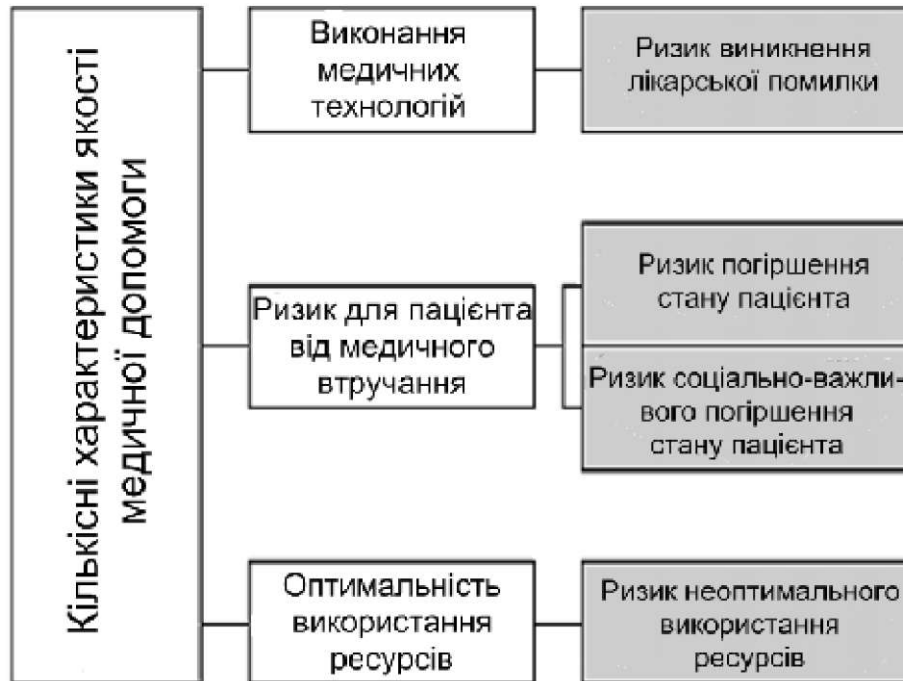 Кількісні характеристики якості
медичної допомоги
Виконання
медичних
технологій
Ризик виникнення
лікарської помилки
Ризик для пацієнта
від медичного
втручання
Ризик погіршення
стану пацієнта
Ризик соціально-важли-
вого погіршення
стану пацієнта
Оптимальність
використання
ресурсів
Ризик неоптимального
використання
ресурсів